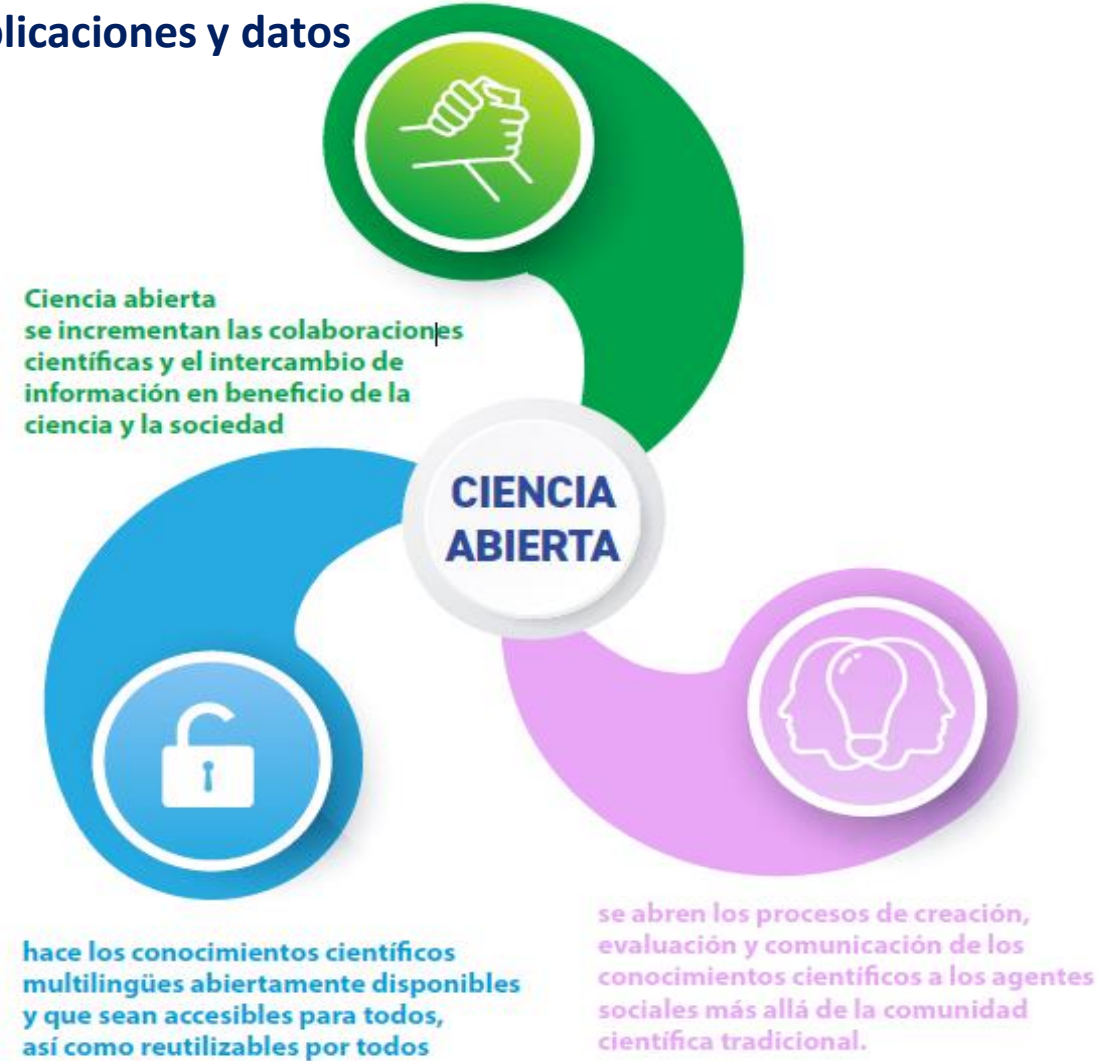 y datos
Ciencia abierta
se incrementan las colaboraciones
científicas y el intercambio de
información en beneficio de la
ciencia y la sociedad
CIENCIA
ABIERTA
hace los conocimientos científicos
multilingües abiertamente disponibles
y que sean accesibles para todos,
así como reutilizables por todos
se abren los procesos de creación,
evaluación y comunicación de los
conocimientos científicos a los agentes
sociales más allá de la comunidad
científica tradicional.